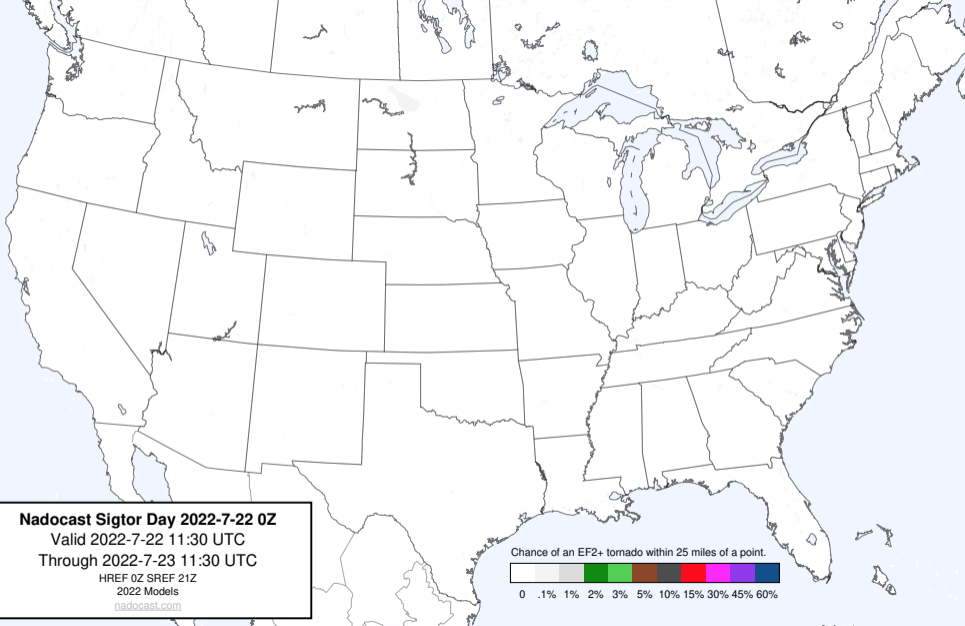 Nadocast Sigtor Day 2022-7-22 0Z
Valid 2022-7-22 11:30 UTC
Through 2022-7-23 11:30 UTC
HREF 0Z SREF 21Z
2022 Models
nadocast.com
Chance of an EF2+ tornado within 25 miles of a point.
0 .1% 1% 2% 3% 5% 10% 15% 30% 45% 60%